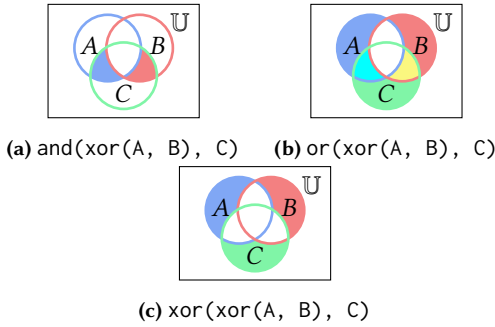 𝕌
A B
C
𝕌
A B
C
(a) and(xor(A, B), C)
(b) or(xor(A, B), C)
𝕌
A B
C
(c) xor(xor(A, B), C)